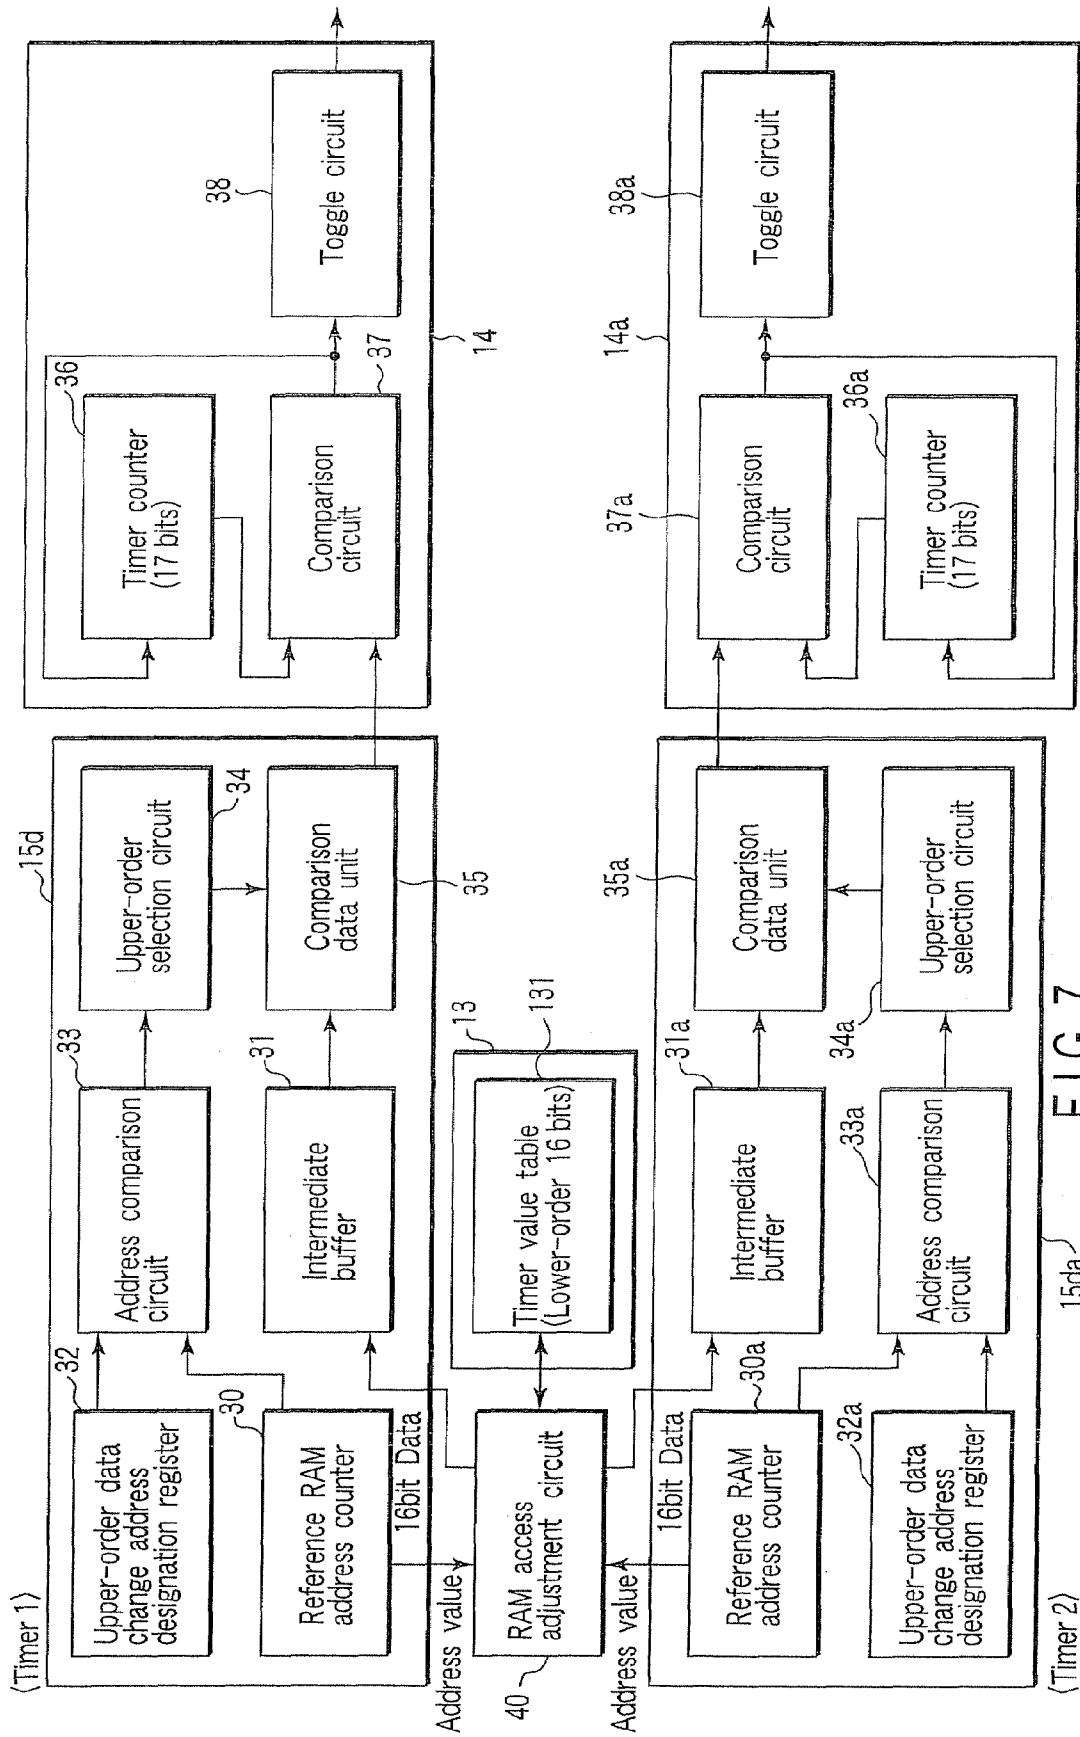 ⟨Timer 1⟩
Upper-order data
change address
designation register
32
Address comparison
circuit
33
Upper-order
selection circuit
34
15d
Reference RAM
address counter
30
Intermediate
buffer
31
Comparison
data unit
35
Timer counter
(17 bits)
36
Comparison
circuit
37
Toggle circuit
38
14
Address value
16bit Data
RAM access
adjustment circuit
40
Timer value table
(Lower-order 16 bits)
131
13
Address value
16bit Data
Reference RAM
address counter
30a
Intermediate
buffer
31a
Comparison
data unit
35a
Upper-order data
change address
designation register
32a
Address comparison
circuit
33a
Upper-order
selection circuit
34a
15da
Comparison
circuit
37a
Timer counter
(17 bits)
36a
Toggle circuit
38a
14a
⟨Timer 2⟩
FIG. 7